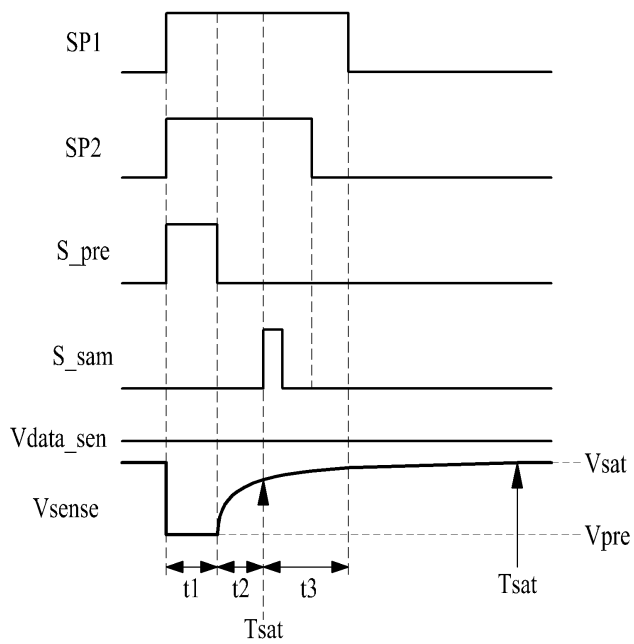 SP1
SP2
S_pre
S_sam
Vdata_sen
Vsat
Vsense
Vpre
t1 t2 t3
Tsat
Tsat